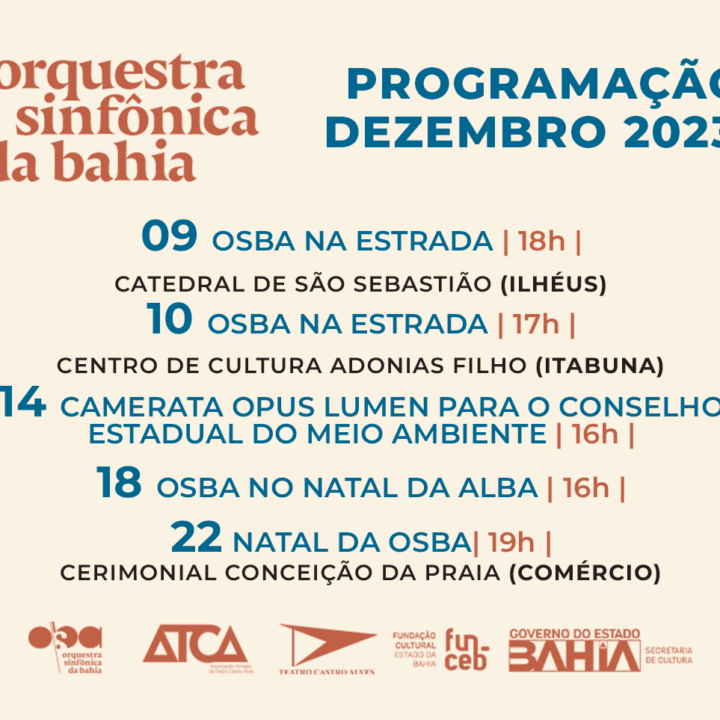 orquestra
sinfônica
da bahia
PROGRAMAÇÃO
DEZEMBRO 2023
09 OSBA NA ESTRADA | 18h |
CATEDRAL DE SÃO SEBASTIÃO (ILHÉUS)
10 OSBA NA ESTRADA | 17h |
CENTRO DE CULTURA ADONIAS FILHO (ITABUNA)
14 CAMERATA OPUS LUMEN PARA O CONSELHO
ESTADUAL DO MEIO AMBIENTE | 16h |
18 OSBA NO NATAL DA ALBA | 16h |
22 NATAL DA OSBA| 19h |
CERIMONIAL CONCEIÇÃO DA PRAIA (COMÉRCIO)
orquestra
sinfônica
da bahia
ATCA
TEATRO CASTRO ALVES
FUNDAÇÃO
CULTURAL
ESTADO DA
BAHIA
fun
ceb
GOVERNO DO ESTADO
BAHIA
SECRETARIA
DE CULTURA